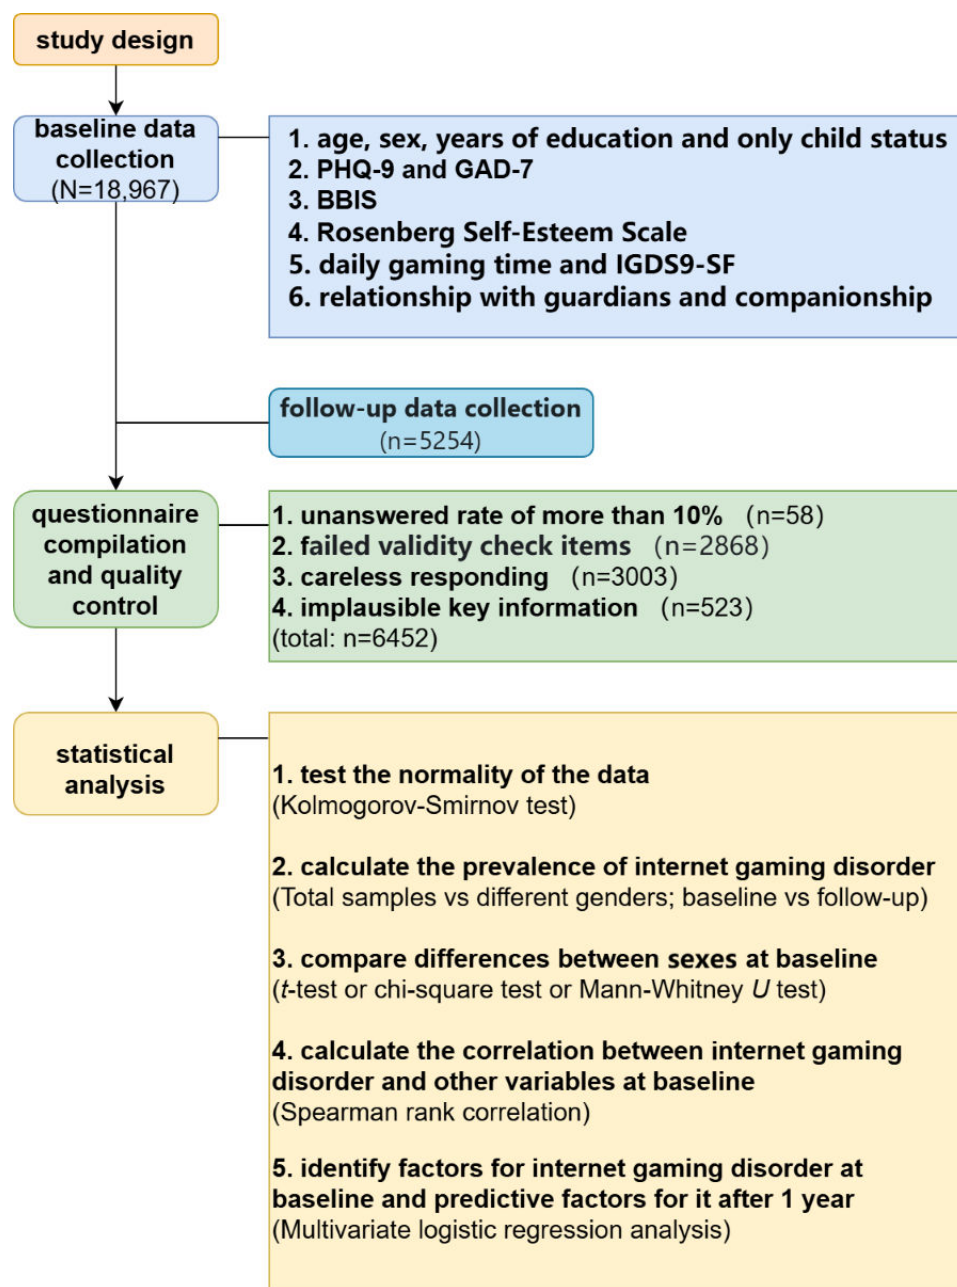 study design
baseline data
collection
(N=18,967)
1. age, sex, years of education and only child status
2. PHQ-9 and GAD-7
3. BBIS
4. Rosenberg Self-Esteem Scale
5. daily gaming time and IGDS9-SF
6. relationship with guardians and companionship
follow-up data collection
(n=5254)
questionnaire
compilation
and quality
control
1. unanswered rate of more than 10% (n=58)
2. failed validity check items (n=2868)
3. careless responding (n=3003)
4. implausible key information (n=523)
(total: n=6452)
statistical
analysis
1. test the normality of the data
(Kolmogorov-Smirnov test)
2. calculate the prevalence of internet gaming disorder
(Total samples vs different genders; baseline vs follow-up)
3. compare differences between sexes at baseline
(t-test or chi-square test or Mann-Whitney U test)
4. calculate the correlation between internet gaming
disorder and other variables at baseline
(Spearman rank correlation)
5. identify factors for internet gaming disorder at
baseline and predictive factors for it after 1 year
(Multivariate logistic regression analysis)